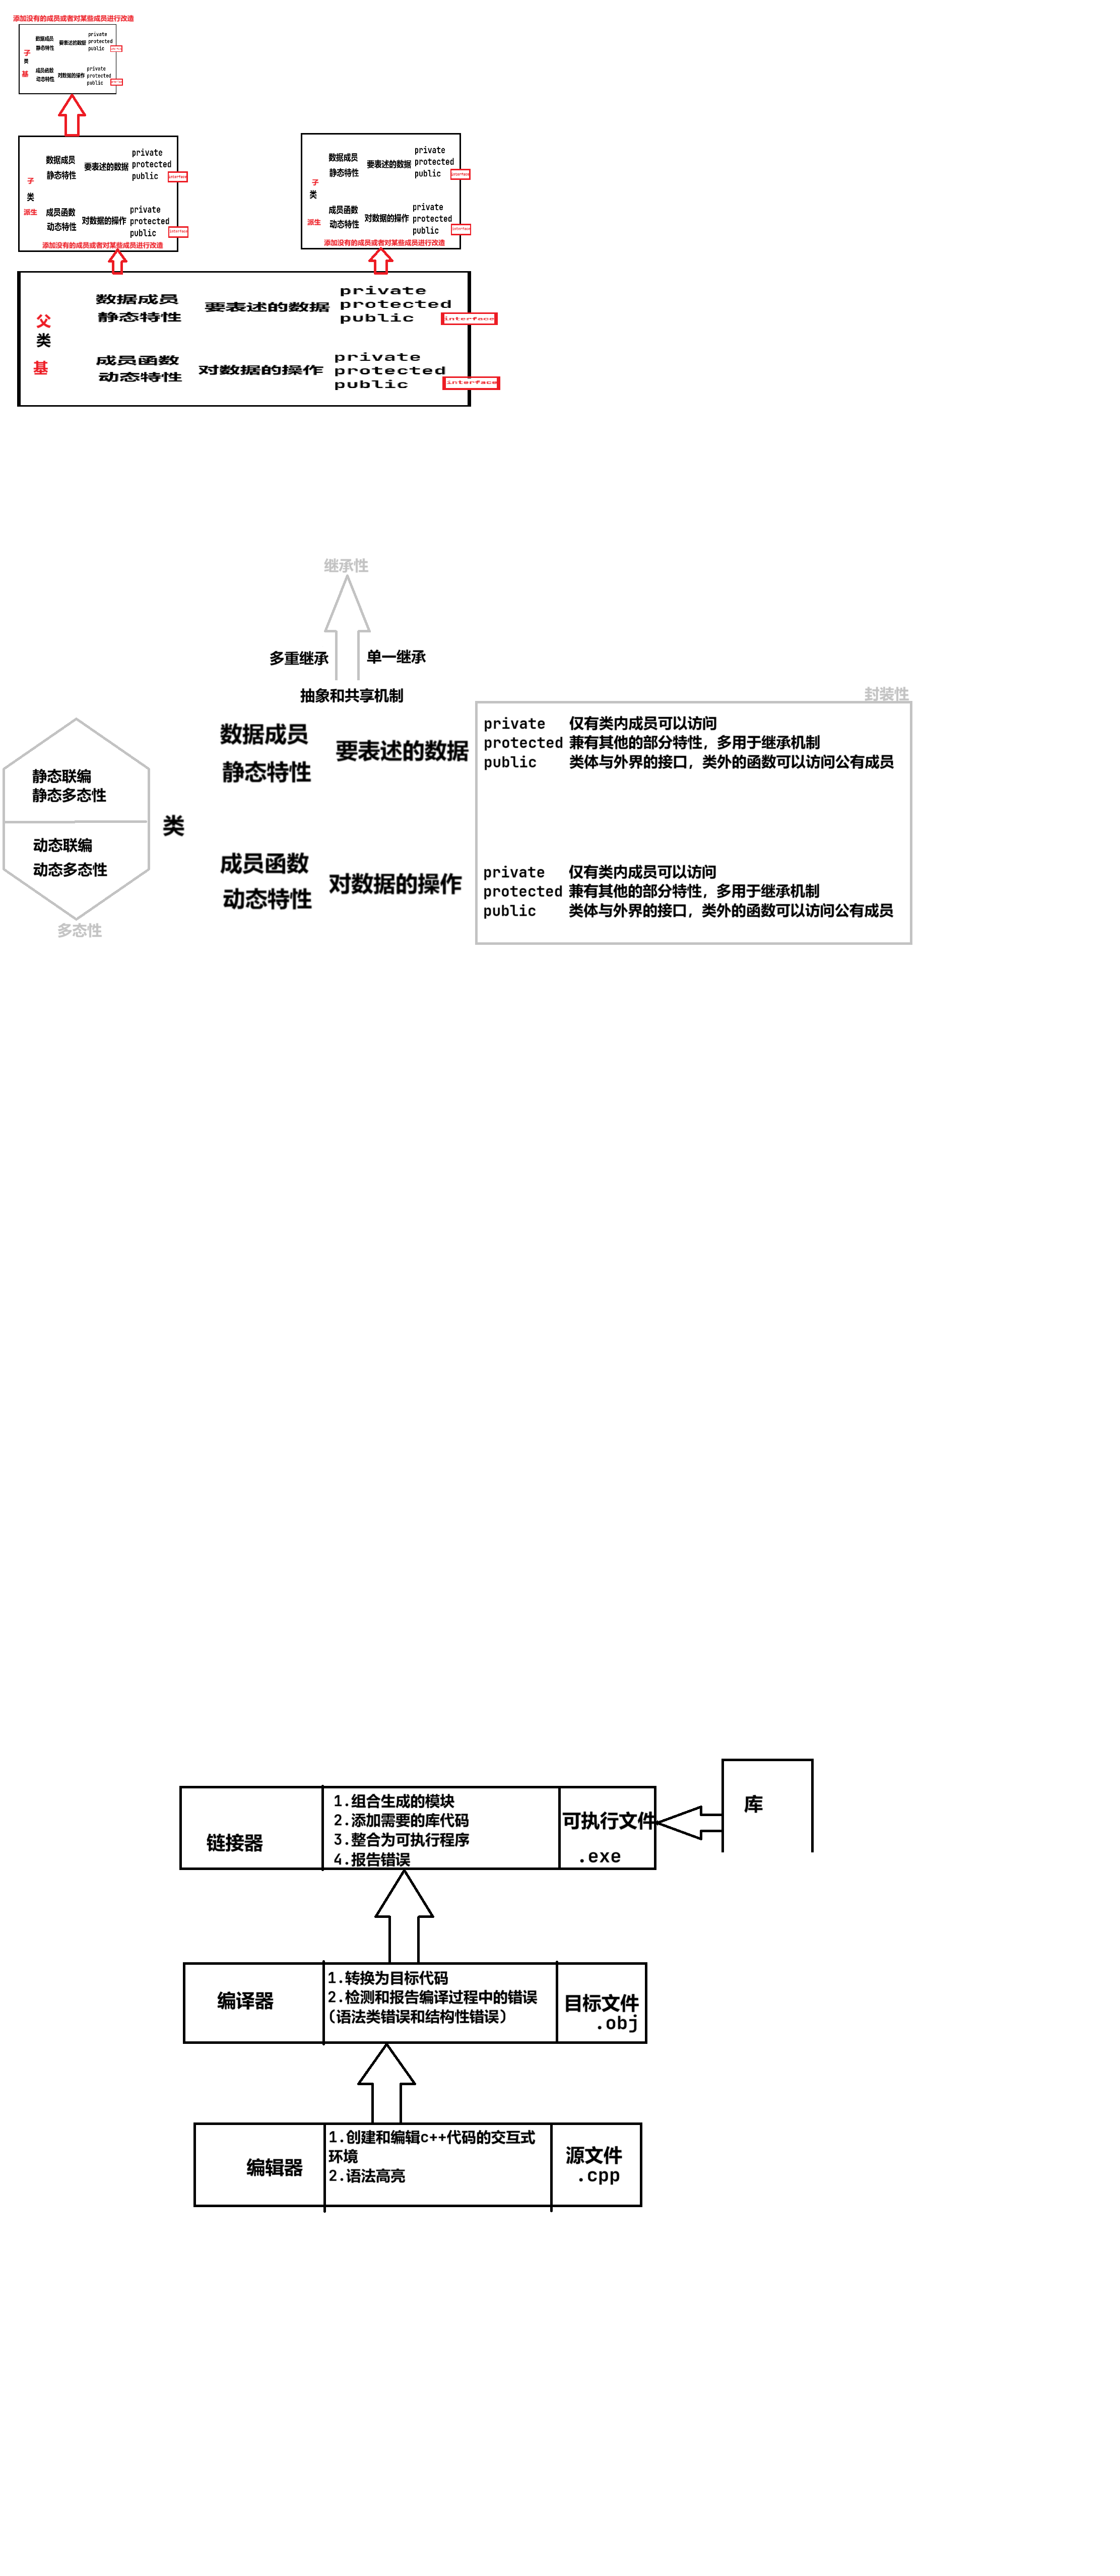 添加没有的成员或者对某些成员进行改造
数据成员
静态特性
要表述的数据
private
protected
public
子
类
基
成员函数
动态特性
对数据的操作
private
protected
public
数据成员
静态特性
要表述的数据
private
protected
public
interface
子
类
派生
成员函数
动态特性
对数据的操作
private
protected
public
interface
添加没有的成员或者对某些成员进行改造
数据成员
静态特性
要表述的数据
private
protected
public
interface
子
类
派生
成员函数
动态特性
对数据的操作
private
protected
public
interface
添加没有的成员或者对某些成员进行改造
数据成员
静态特性
要表述的数据
private
protected
public
interface
父
类
基
成员函数
动态特性
对数据的操作
private
protected
public
interface
继承性
多重继承
单一继承
抽象和共享机制
封装性
数据成员
静态特性
要表述的数据
private 仅有类内成员可以访问
protected 兼有其他的部分特性，多用于继承机制
public 类体与外界的接口，类外的函数可以访问公有成员
静态联编
静态多态性
动态联编
动态多态性
多态性
类
成员函数
动态特性
对数据的操作
private 仅有类内成员可以访问
protected 兼有其他的部分特性，多用于继承机制
public 类体与外界的接口，类外的函数可以访问公有成员
链接器
1.组合生成的模块
2.添加需要的库代码
3.整合为可执行程序
4.报告错误
可执行文件
.exe
库
编译器
1.转换为目标代码
2.检测和报告编译过程中的错误
（语法类错误和结构性错误）
目标文件
.obj
编辑器
1.创建和编辑c++代码的交互式
环境
2.语法高亮
源文件
.cpp